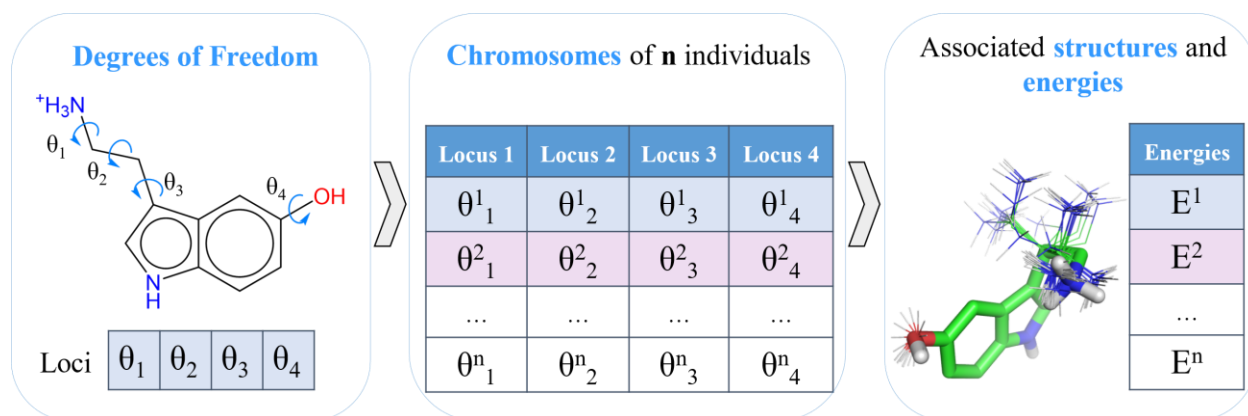 Degrees of Freedom
⁺H₃N
θ₁
θ₂
θ₃
θ₄
OH
N
H
Loci θ₁ θ₂ θ₃ θ₄
Chromosomes of n individuals
Locus 1 Locus 2 Locus 3 Locus 4
θ¹₁ θ¹₂ θ¹₃ θ¹₄
θ²₁ θ²₂ θ²₃ θ²₄
... ... ... ...
θⁿ₁ θⁿ₂ θⁿ₃ θⁿ₄
Associated structures and
energies
Energies
E¹
E²
...
Eⁿ